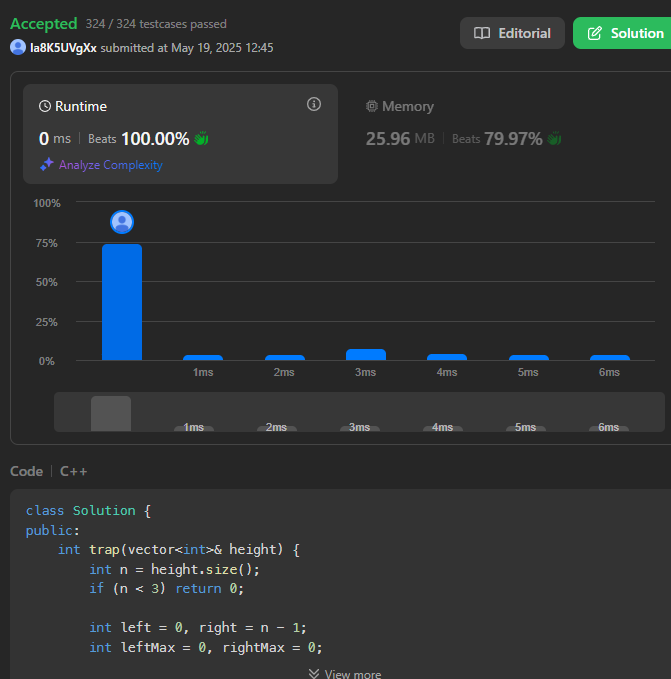 Accepted 324 / 324 testcases passed
Editorial
Solution
la8K5UVgXx submitted at May 19, 2025 12:45
Runtime
0 ms | Beats 100.00%
Analyze Complexity
Memory
25.96 MB | Beats 79.97%
100%
75%
50%
25%
0%
1ms 2ms 3ms 4ms 5ms 6ms
1ms 2ms 3ms 4ms 5ms 6ms
Code | C++
class Solution {
public:
    int trap(vector<int>& height) {
        int n = height.size();
        if (n < 3) return 0;

        int left = 0, right = n - 1;
        int leftMax = 0, rightMax = 0;
View more